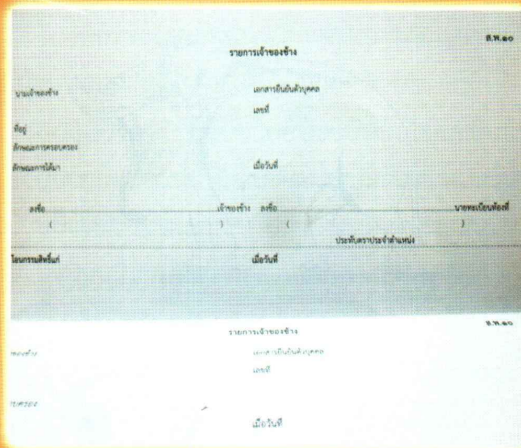 ส.พ.๑๐
รายการเจ้าของช้าง
นามเจ้าของช้าง เอกสารยืนยันตัวบุคคล
เลขที่
ที่อยู่
ลักษณะการครอบครอง
ลักษณะการได้มา เมื่อวันที่
ลงชื่อ เจ้าของช้าง ลงชื่อ นายทะเบียนท้องที่
( ) ( )
ประทับตราประจำตำแหน่ง
โอนกรรมสิทธิ์แก่ เมื่อวันที่
ส.พ.๑๐
รายการเจ้าของช้าง
ของช้าง เอกสารยืนยันตัวบุคคล
เลขที่
เมื่อวันที่